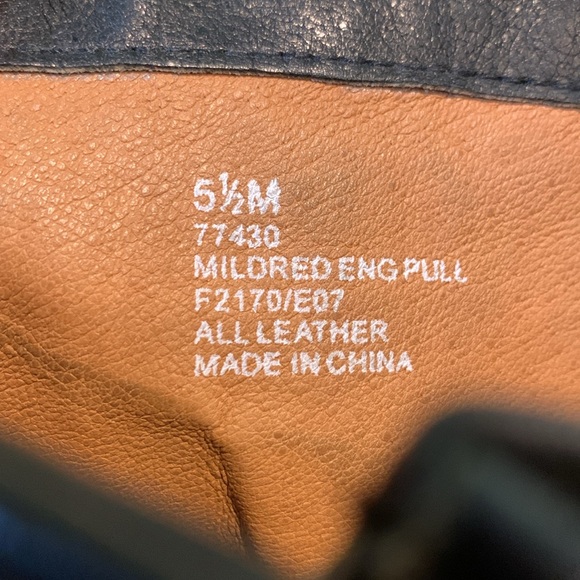 5½M
77430
MILDRED ENG PULL
F2170/E07
ALL LEATHER
MADE IN CHINA